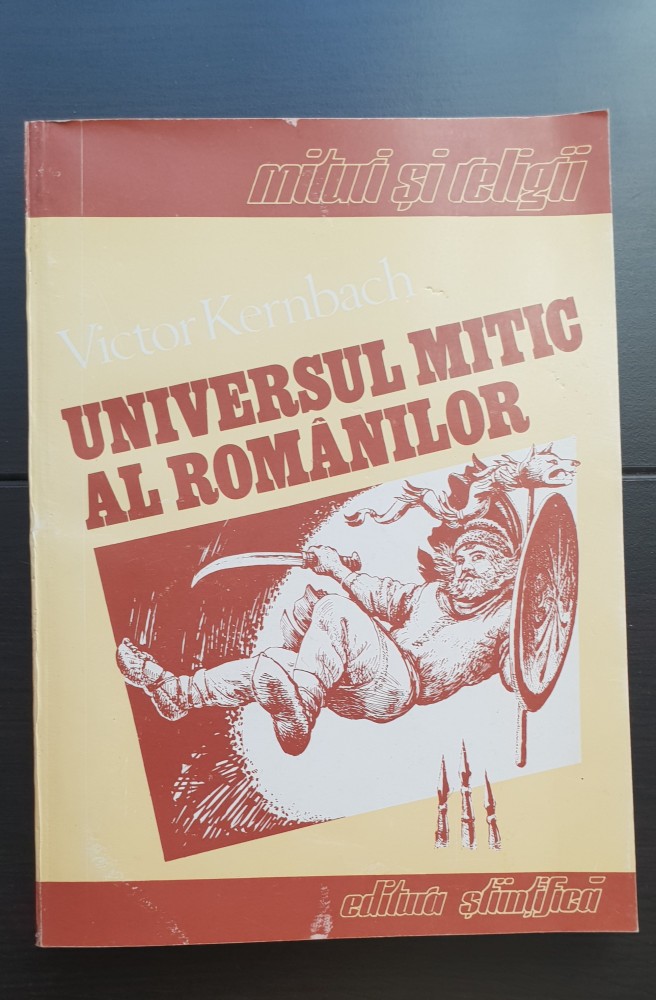 mituri și religii
Victor Kernbach
UNIVERSUL MITIC
AL ROMÂNILOR
editura științifică